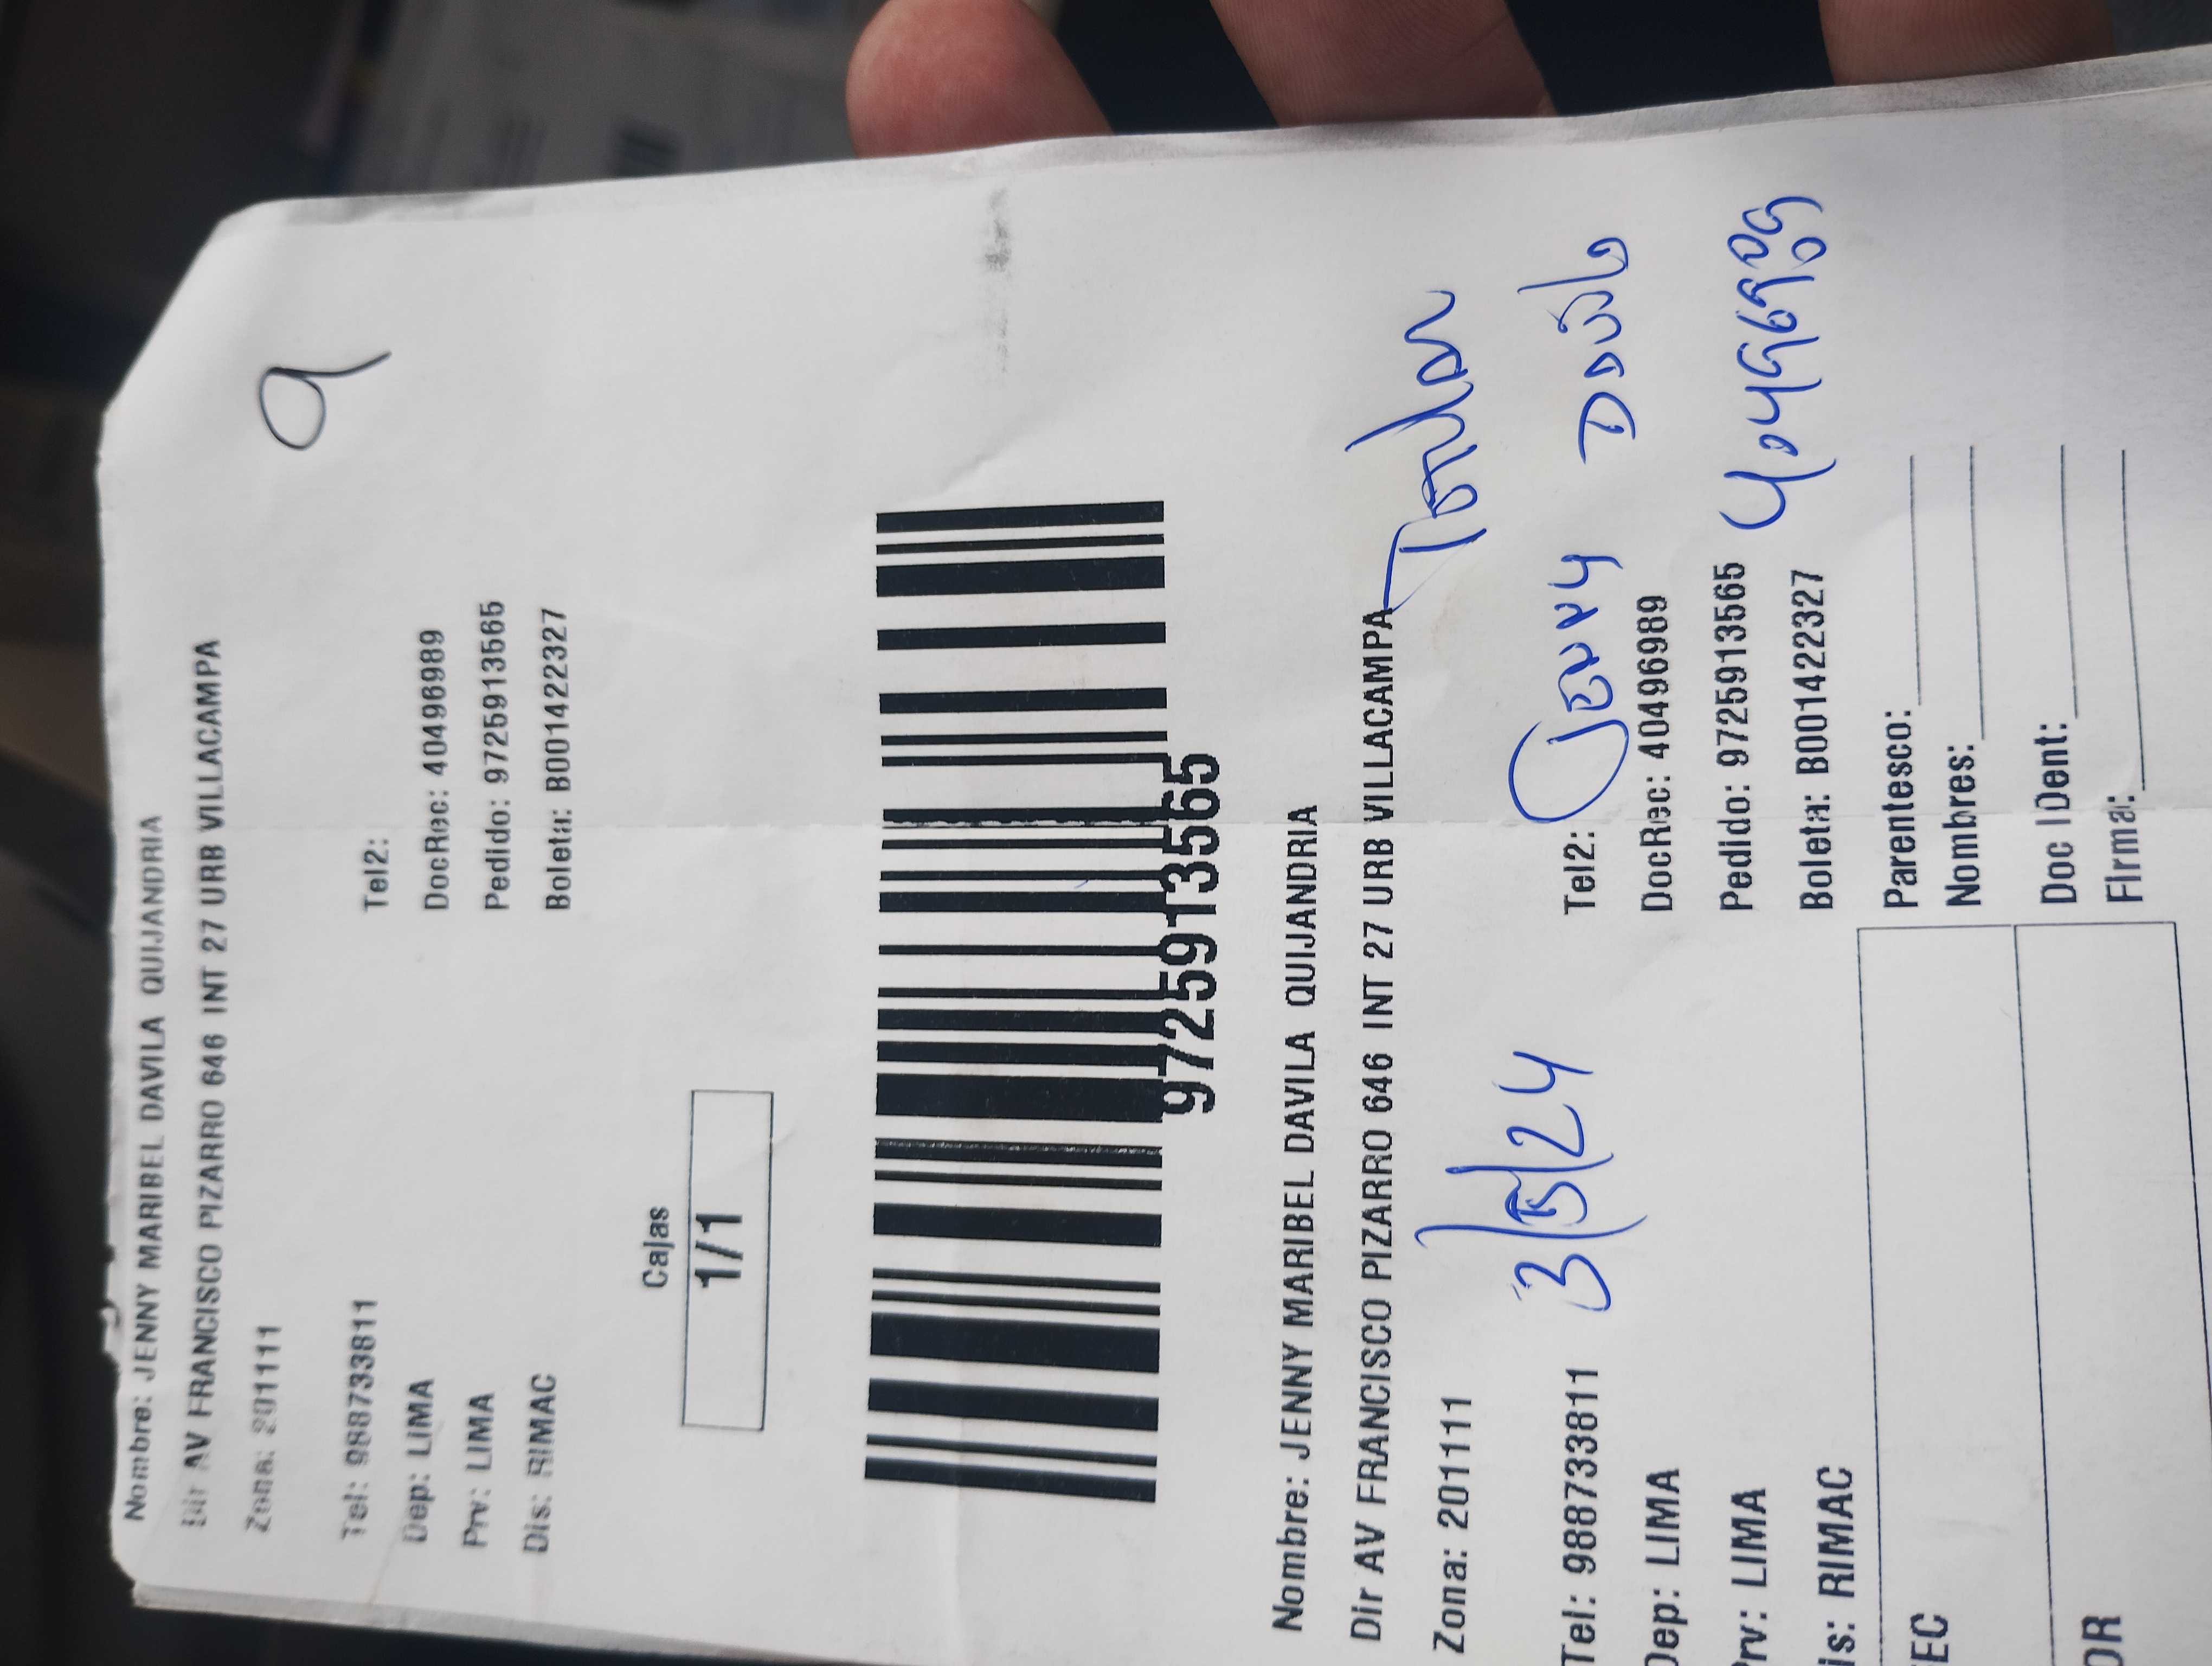 9
Nombre: JENNY MARIBEL DAVILA QUIJANDRIA
Dir AV FRANCISCO PIZARRO 646 INT 27 URB VILLACAMPA
Zona: 201111
Tel: 988733811 Tel2:
Dep: LIMA DocRec: 40496989
Prv: LIMA Pedido: 9725913565
Dis: RIMAC Boleta: B001422327
Cajas
1/1
9725913565
Nombre: JENNY MARIBEL DAVILA QUIJANDRIA
Dir AV FRANCISCO PIZARRO 646 INT 27 URB VILLACAMPA
Zona: 201111
3/5/24 Jenny Davila
Tel: 988733811 Tel2:
Dep: LIMA DocRec: 40496989
40496989
Prv: LIMA Pedido: 9725913565
is: RIMAC Boleta: B001422327
Parentesco:
EC Nombres:
Doc IDent:
OR FIrma: